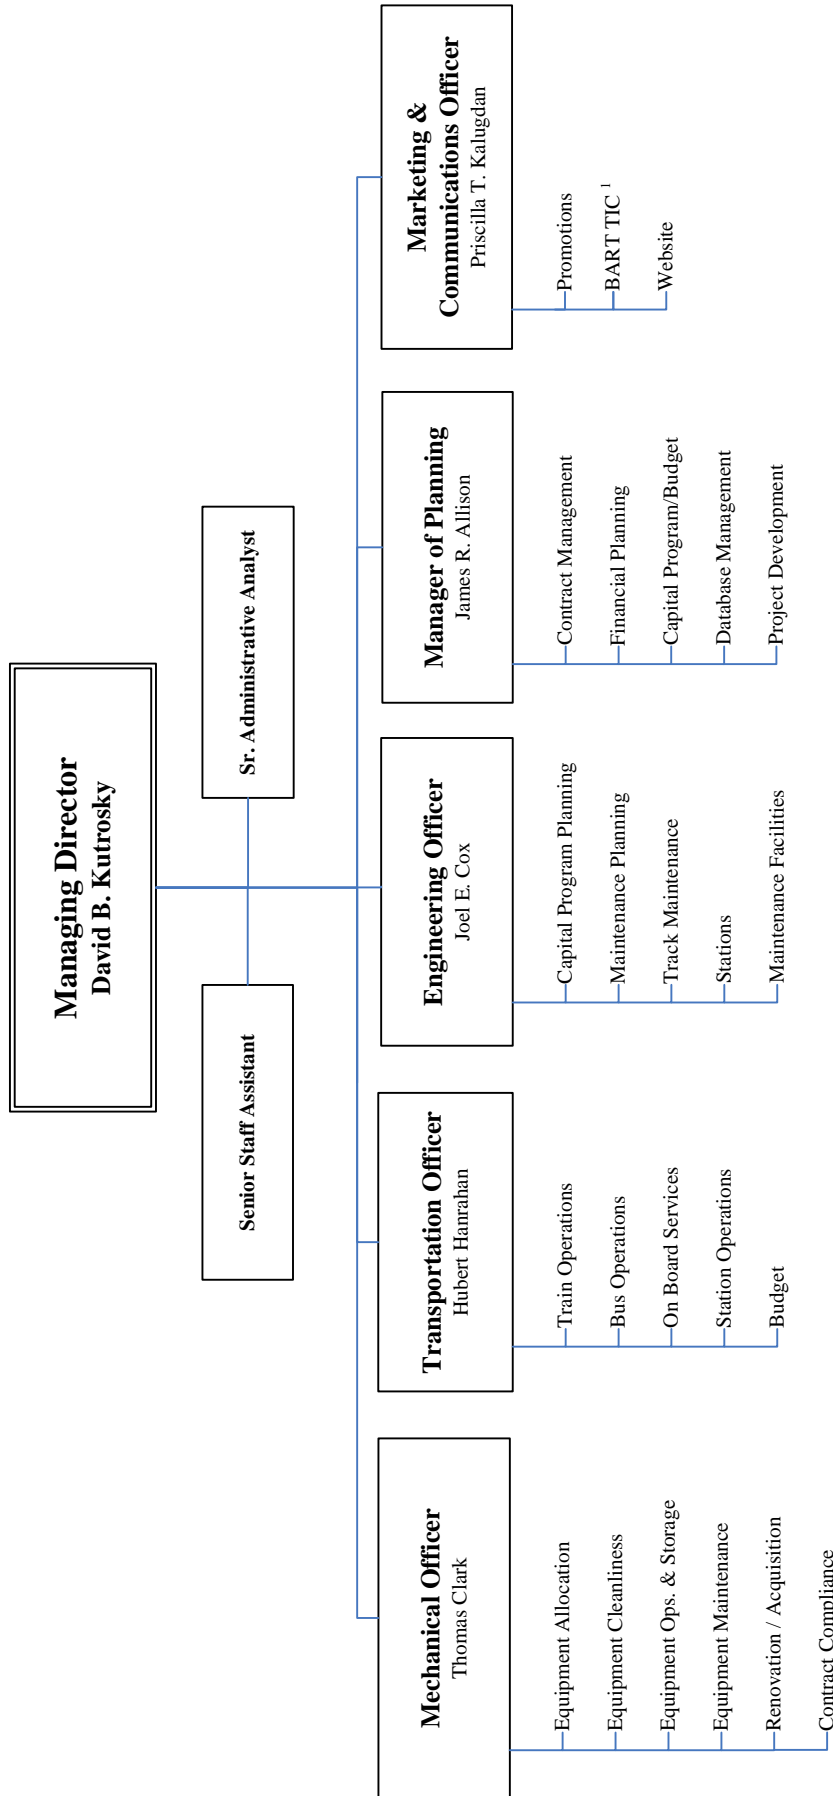 Managing Director
David B. Kutrosky
Senior Staff Assistant
Sr. Administrative Analyst
Mechanical Officer
Thomas Clark
Equipment Allocation
Equipment Cleanliness
Equipment Ops. & Storage
Equipment Maintenance
Renovation / Acquisition
Contract Compliance
Transportation Officer
Hubert Hanrahan
Train Operations
Bus Operations
On Board Services
Station Operations
Budget
Engineering Officer
Joel E. Cox
Capital Program Planning
Maintenance Planning
Track Maintenance
Stations
Maintenance Facilities
Manager of Planning
James R. Allison
Contract Management
Financial Planning
Capital Program/Budget
Database Management
Project Development
Marketing &
Communications Officer
Priscilla T. Kalugdan
Promotions
BART TIC 1
Website